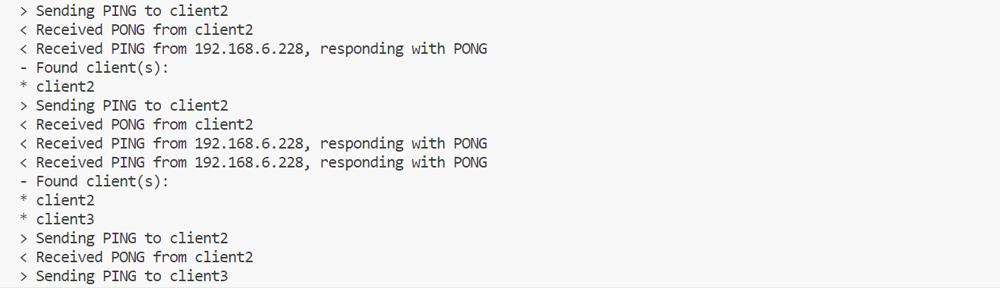 > Sending PING to client2
< Received PONG from client2
< Received PING from 192.168.6.228, responding with PONG
- Found client(s):
* client2
> Sending PING to client2
< Received PONG from client2
< Received PING from 192.168.6.228, responding with PONG
< Received PING from 192.168.6.228, responding with PONG
- Found client(s):
* client2
* client3
> Sending PING to client2
< Received PONG from client2
> Sending PING to client3